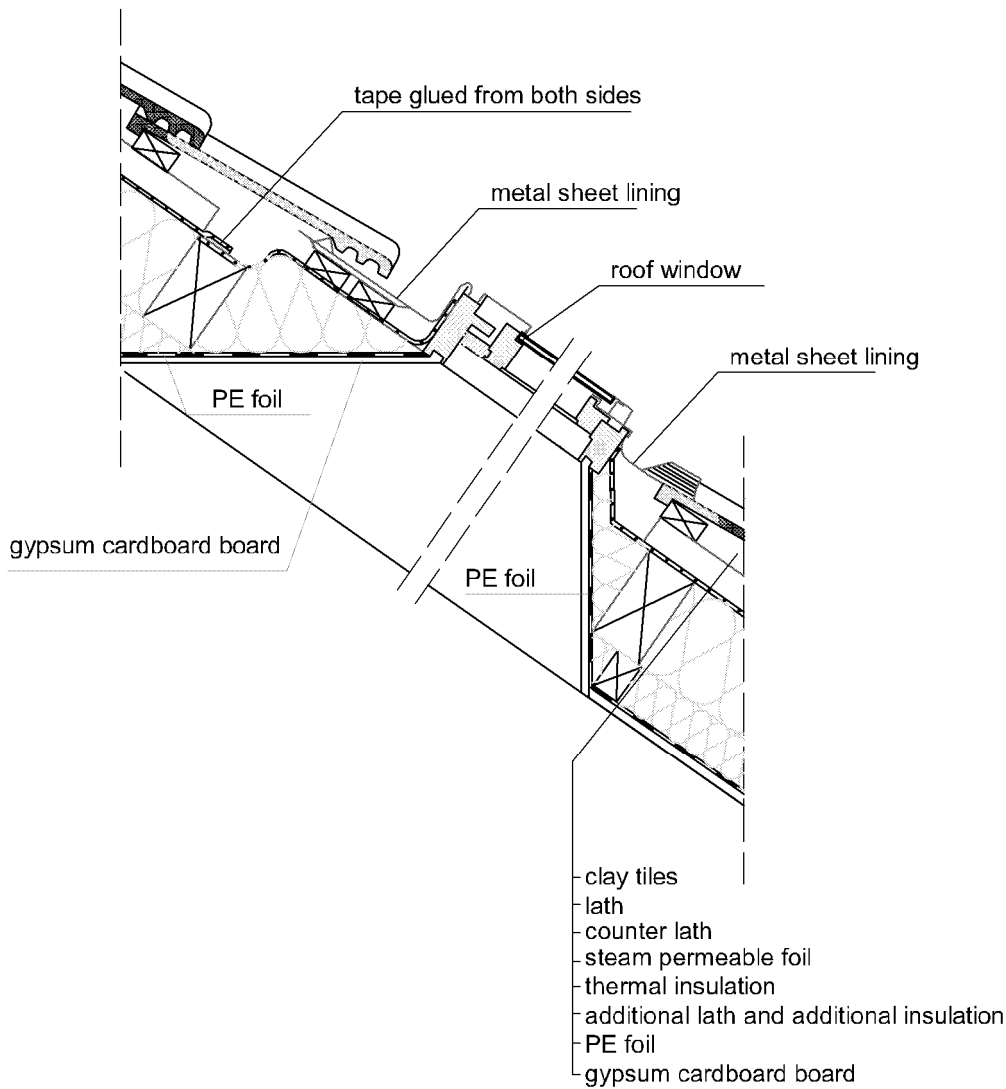 tape glued from both sides
metal sheet lining
roof window
metal sheet lining
PE foil
gypsum cardboard board
PE foil
clay tiles
lath
counter lath
steam permeable foil
thermal insulation
additional lath and additional insulation
PE foil
gypsum cardboard board